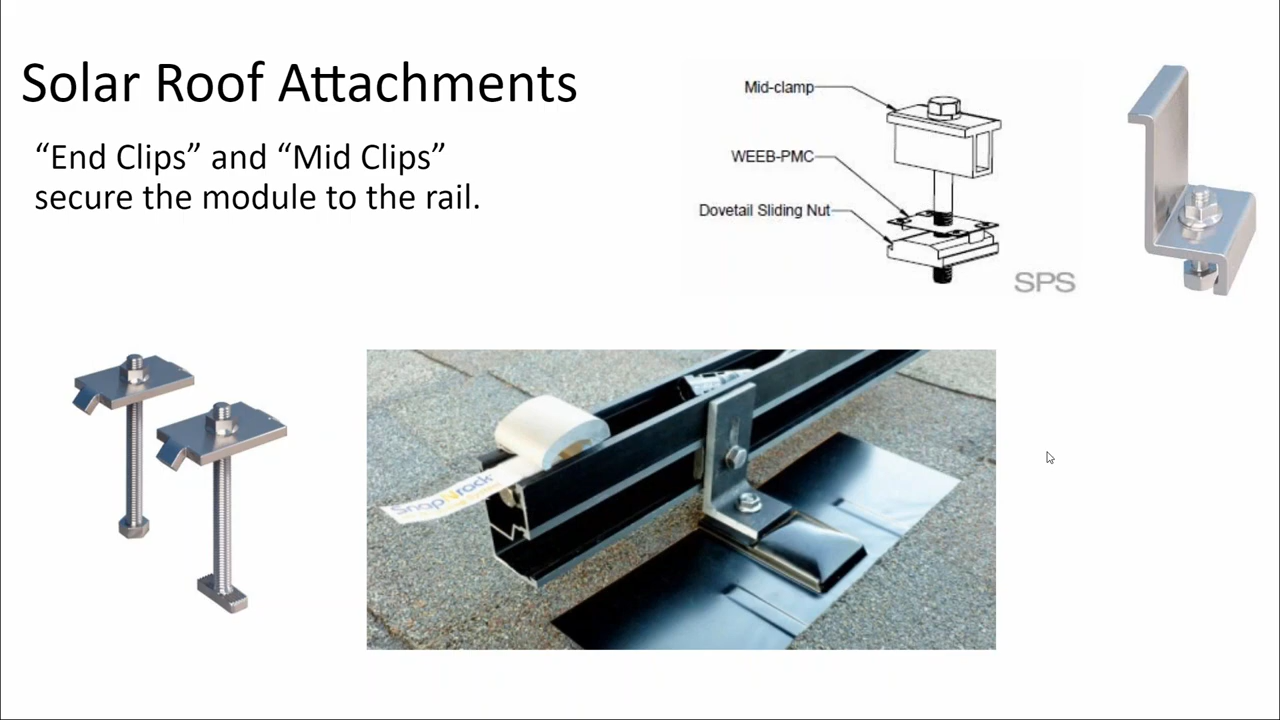 Solar Roof Attachments
“End Clips” and “Mid Clips”
secure the module to the rail.
Mid-clamp
WEEB-PMC
Dovetail Sliding Nut
SPS
SnapNrack